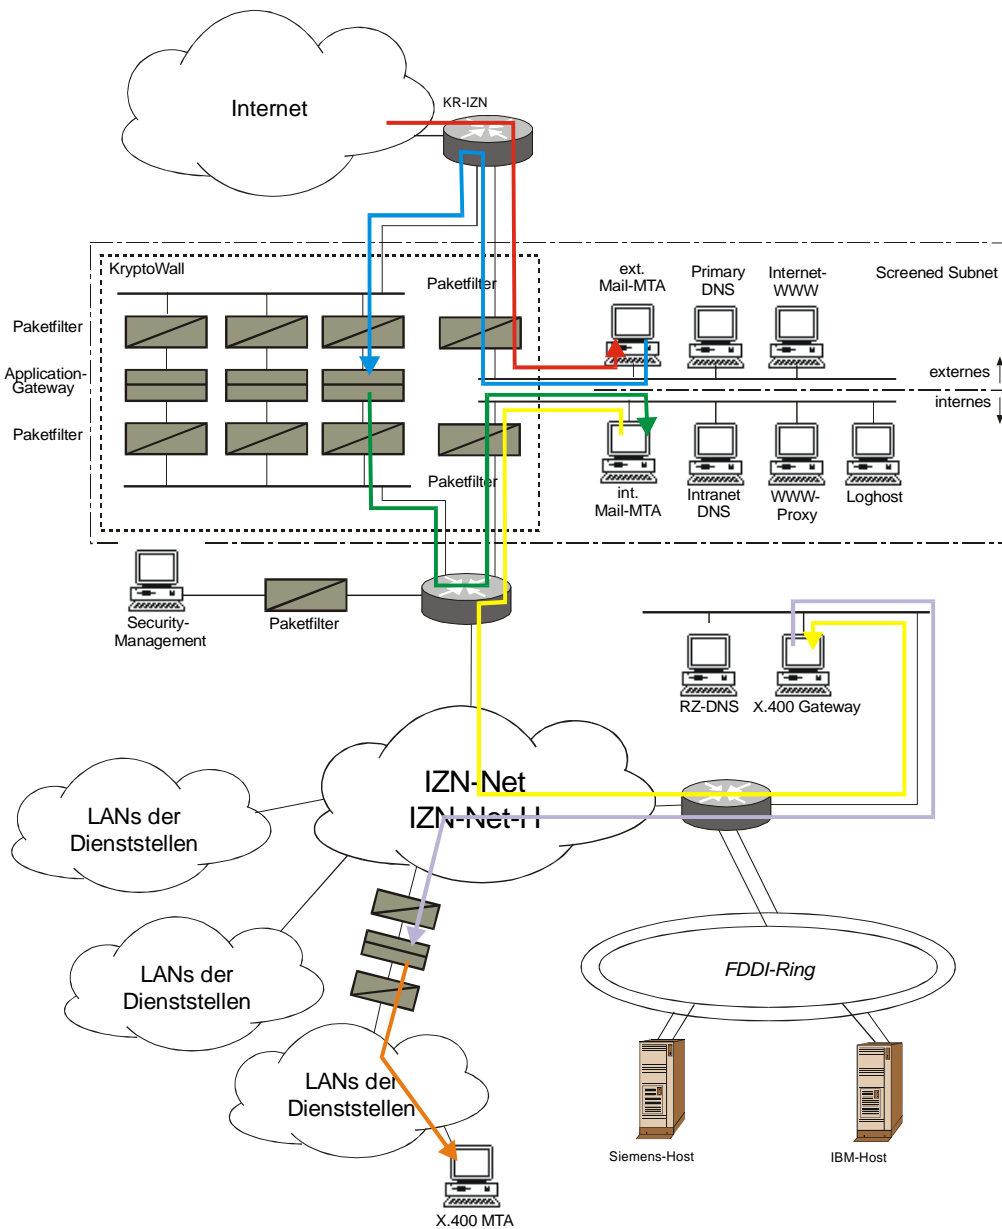 KR-IZN
Internet
KryptoWall
Paketfilter
ext.
Mail-MTA
Primary
DNS
Internet-
WWW
Screened Subnet
Paketfilter
Application-
Gateway
Paketfilter
externes
internes
Paketfilter
int.
Mail-MTA
Intranet
DNS
WWW-
Proxy
Loghost
Security-
Management
Paketfilter
RZ-DNS
X.400 Gateway
IZN-Net
IZN-Net-H
LANs der
Dienststellen
LANs der
Dienststellen
FDDI-Ring
LANs der
Dienststellen
Siemens-Host
IBM-Host
X.400 MTA